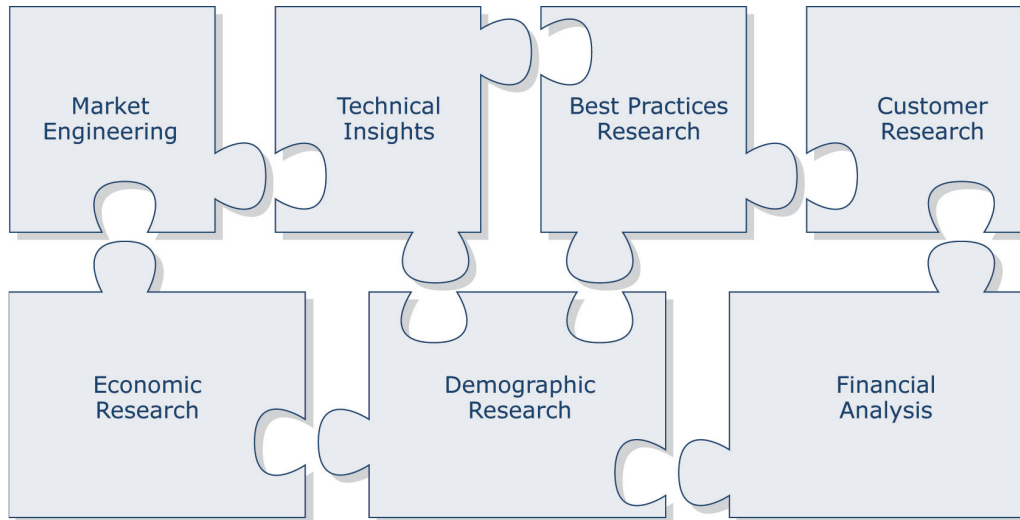 Market
Engineering
Technical
Insights
Best Practices
Research
Customer
Research
Economic
Research
Demographic
Research
Financial
Analysis